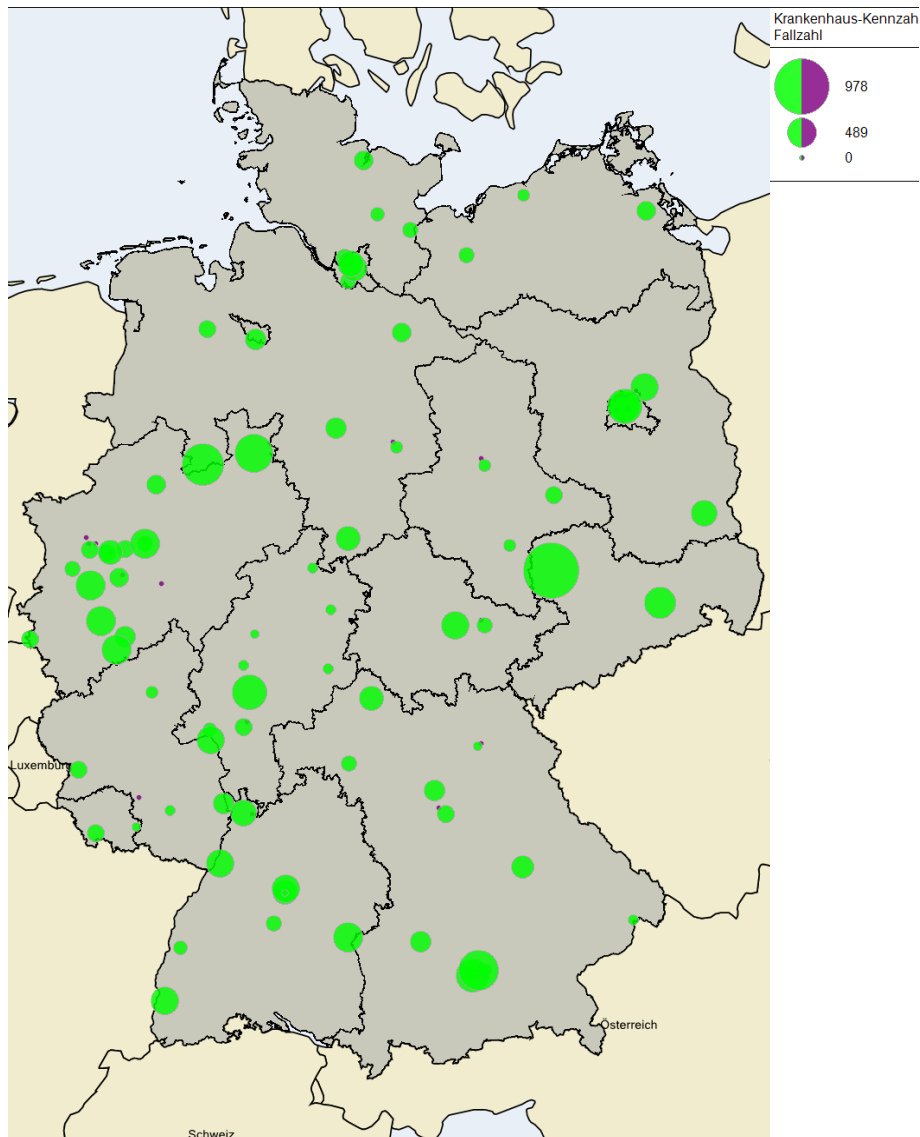 Krankenhaus-Kennzah
Fallzahl
978
489
0
Luxemburg
Österreich
Schweiz